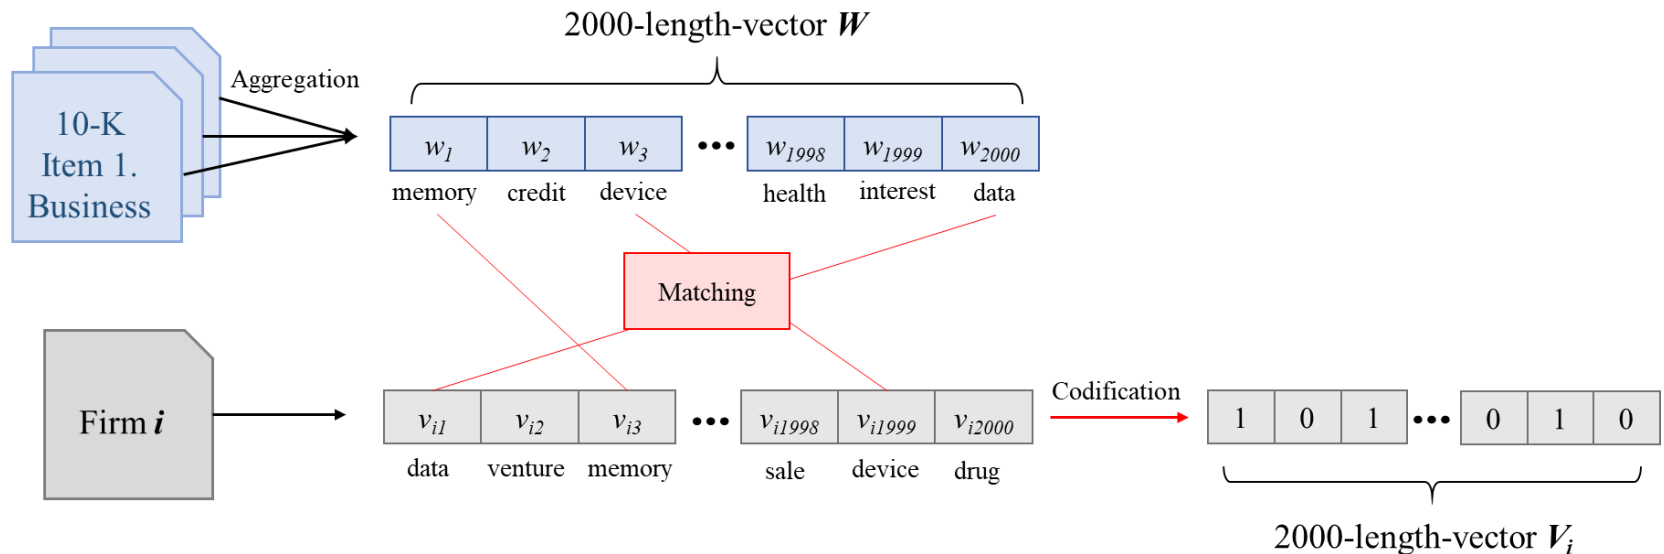 2000-length-vector W
Aggregation
10-K
Item 1.
Business
w1 w2 w3 ••• w1998 w1999 w2000
memory credit device health interest data
Matching
Firm i
vi1 vi2 vi3 ••• vi1998 vi1999 vi2000
data venture memory sale device drug
Codification
1 0 1 ••• 0 1 0
2000-length-vector Vi